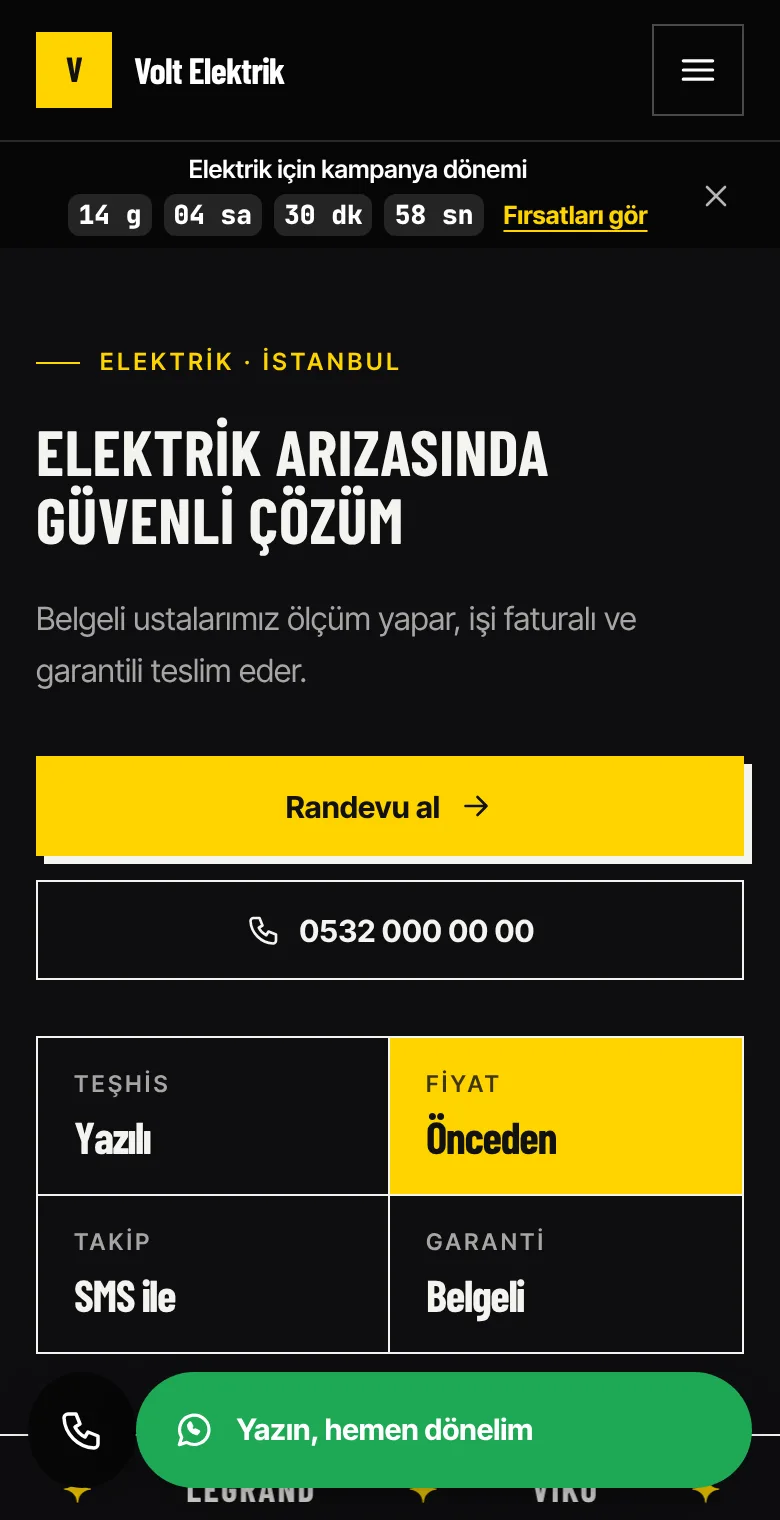 V
Volt Elektrik
Elektrik için kampanya dönemi
14 g 04 sa 30 dk 58 sn Fırsatları gör
ELEKTRİK · İSTANBUL
ELEKTRİK ARIZASINDA
GÜVENLİ ÇÖZÜM
Belgeli ustalarımız ölçüm yapar, işi faturalı ve
garantili teslim eder.
Randevu al
0532 000 00 00
TEŞHİS
Yazılı
FİYAT
Önceden
TAKİP
SMS ile
GARANTİ
Belgeli
Yazın, hemen dönelim
LEGRAND VIKO